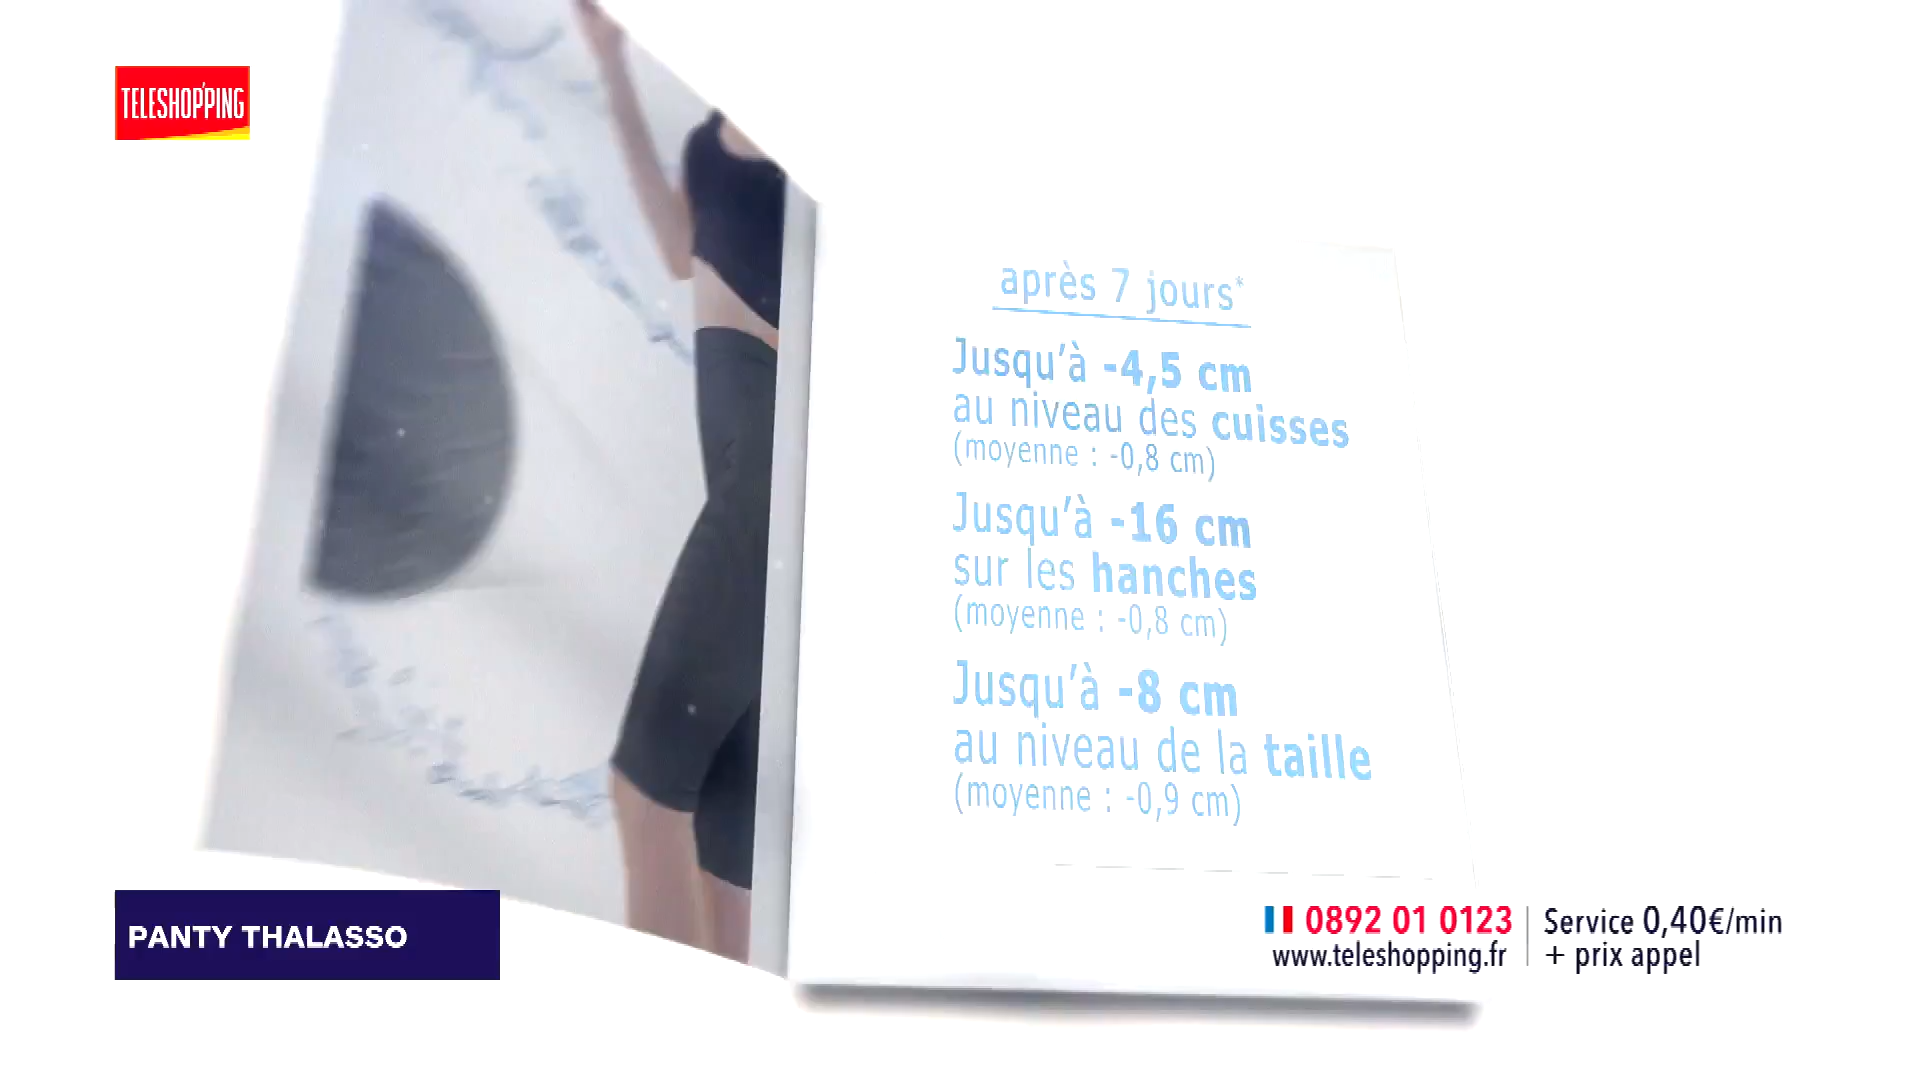 TELESHOPPING
après 7 jours*
Jusqu'à -4,5 cm
au niveau des cuisses
(moyenne : -0,8 cm)
Jusqu'à -16 cm
sur les hanches
(moyenne : -0,8 cm)
Jusqu'à -8 cm
au niveau de la taille
(moyenne : -0,9 cm)
PANTY THALASSO
0892 01 0123
www.teleshopping.fr
Service 0,40€/min
+ prix appel